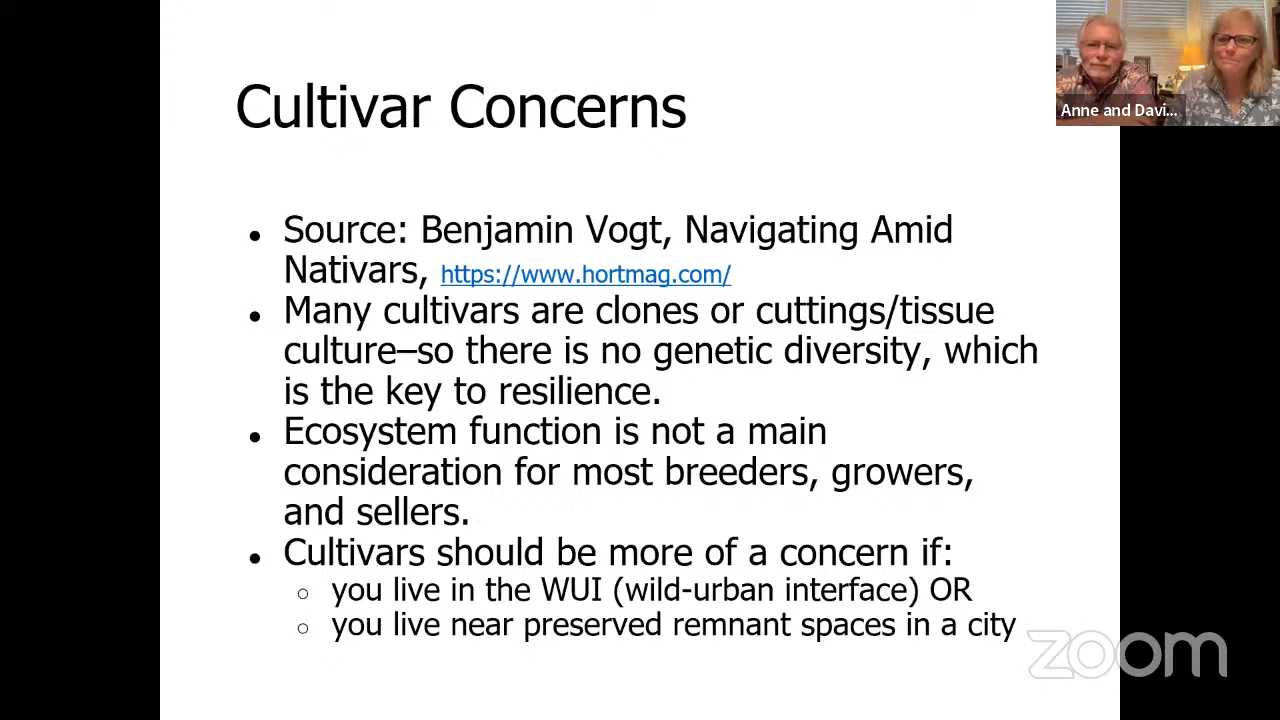 Cultivar Concerns
Anne and Davi...
● Source: Benjamin Vogt, Navigating Amid
Nativars, https://www.hortmag.com/
● Many cultivars are clones or cuttings/tissue
culture–so there is no genetic diversity, which
is the key to resilience.
● Ecosystem function is not a main
consideration for most breeders, growers,
and sellers.
● Cultivars should be more of a concern if:
○ you live in the WUI (wild-urban interface) OR
○ you live near preserved remnant spaces in a city
zoom